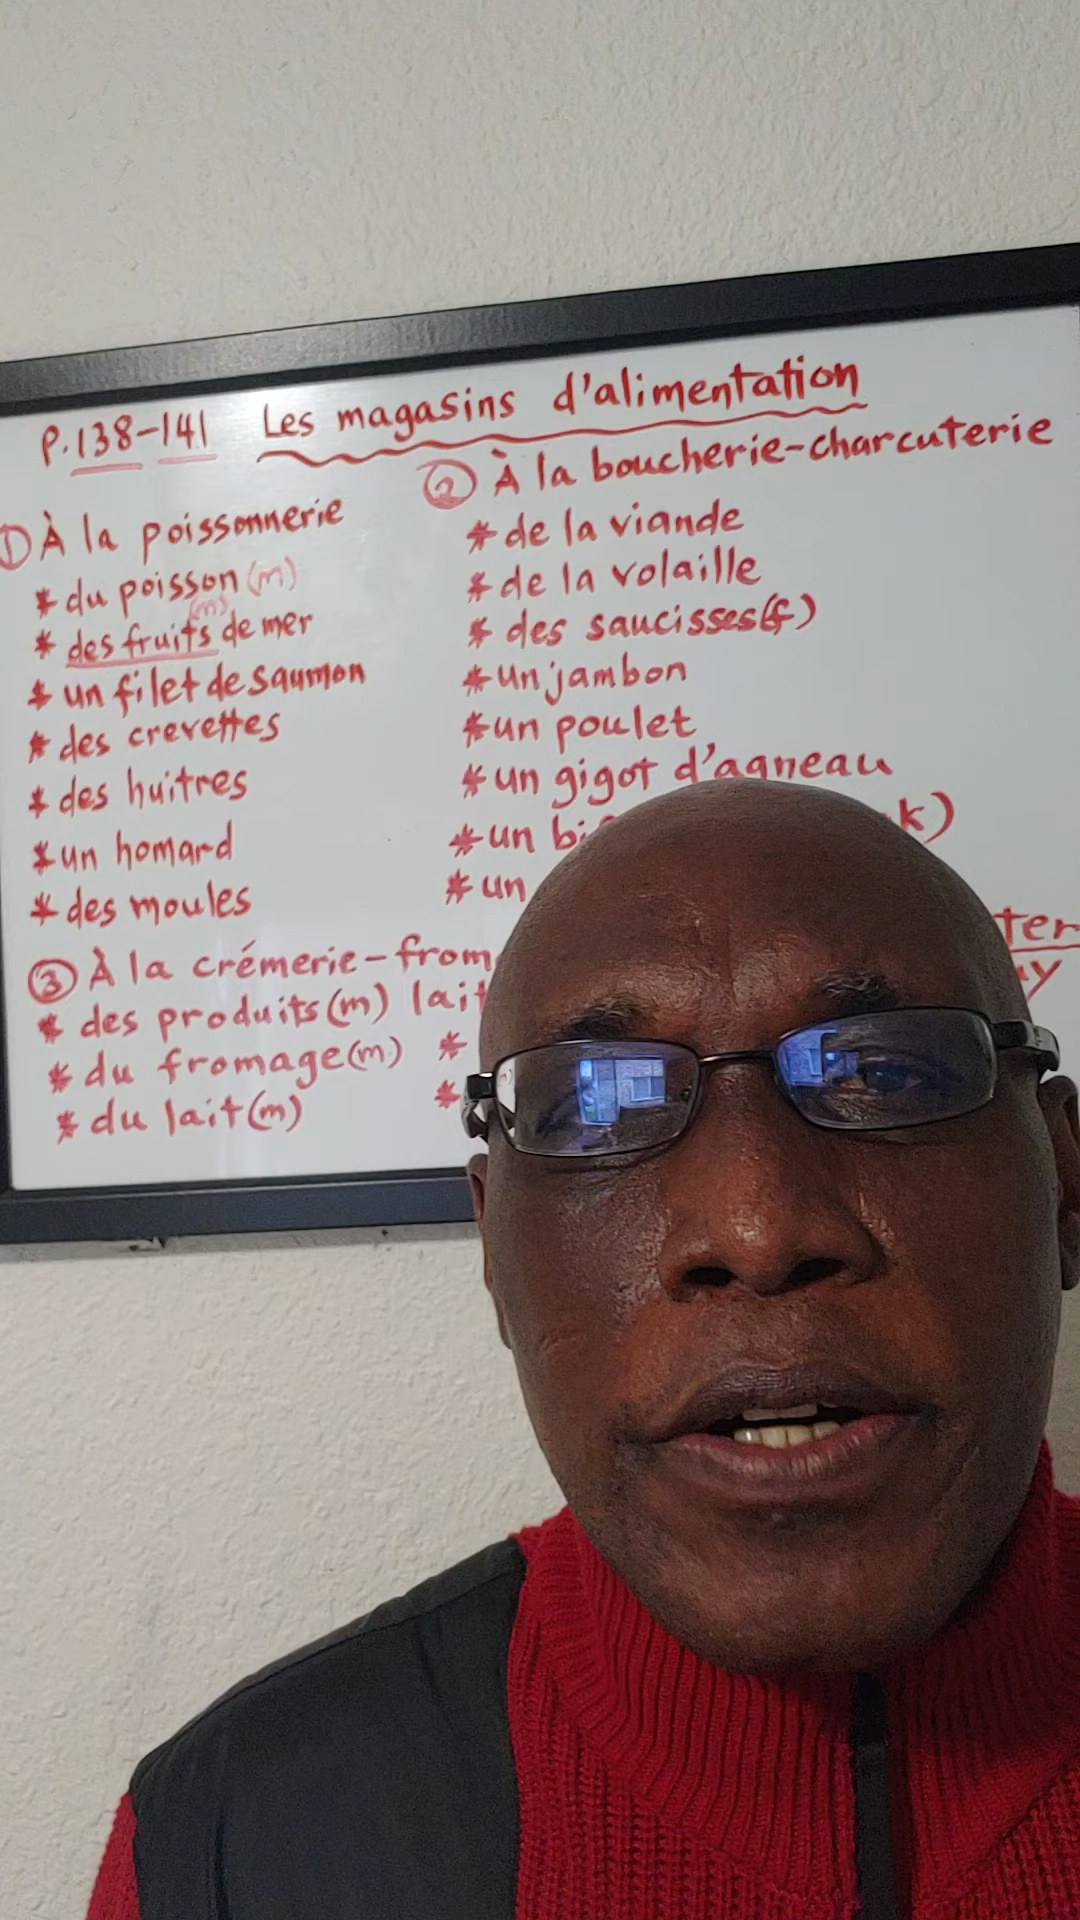 P.138-141 Les magasins d'alimentation
① À la poissonnerie
* du poisson (m)
(m)
* des fruits de mer
* un filet de saumon
* des crevettes
* des huitres
* un homard
* des moules
② À la boucherie-charcuterie
* de la viande
* de la volaille
* des saucisses(f)
* un jambon
* un poulet
* un gigot d'agneau
* un
* un
③ À la crémerie-
* des produits(m)
* du fromage(m) *
* du lait(m) *